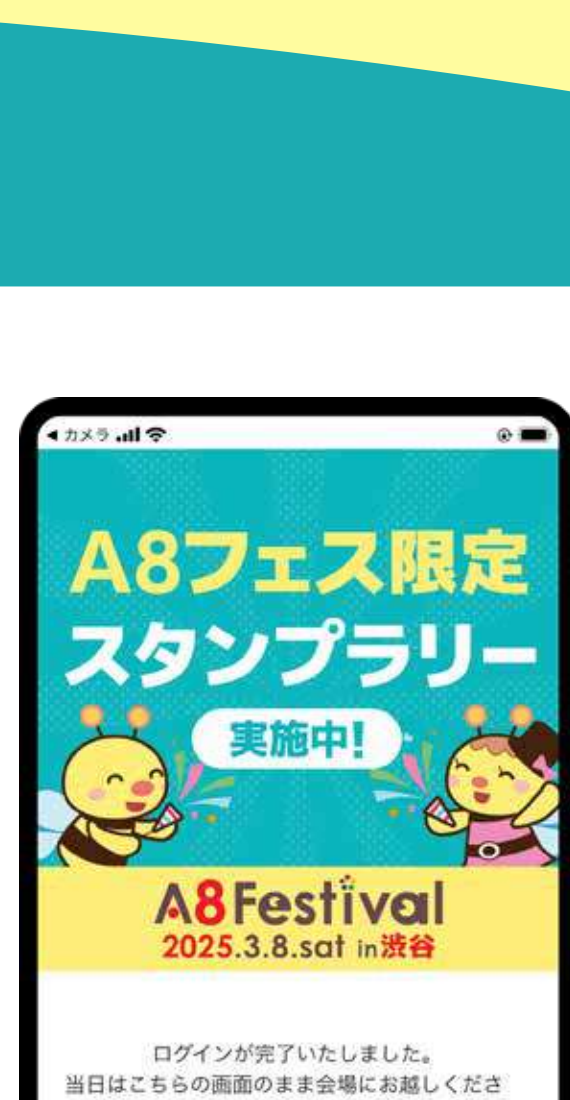 カメラ
A8フェス限定
スタンプラリー
実施中!
A8 Festival
2025.3.8.sat in渋谷
ログインが完了いたしました。
当日はこちらの画面のまま会場にお越しくださ